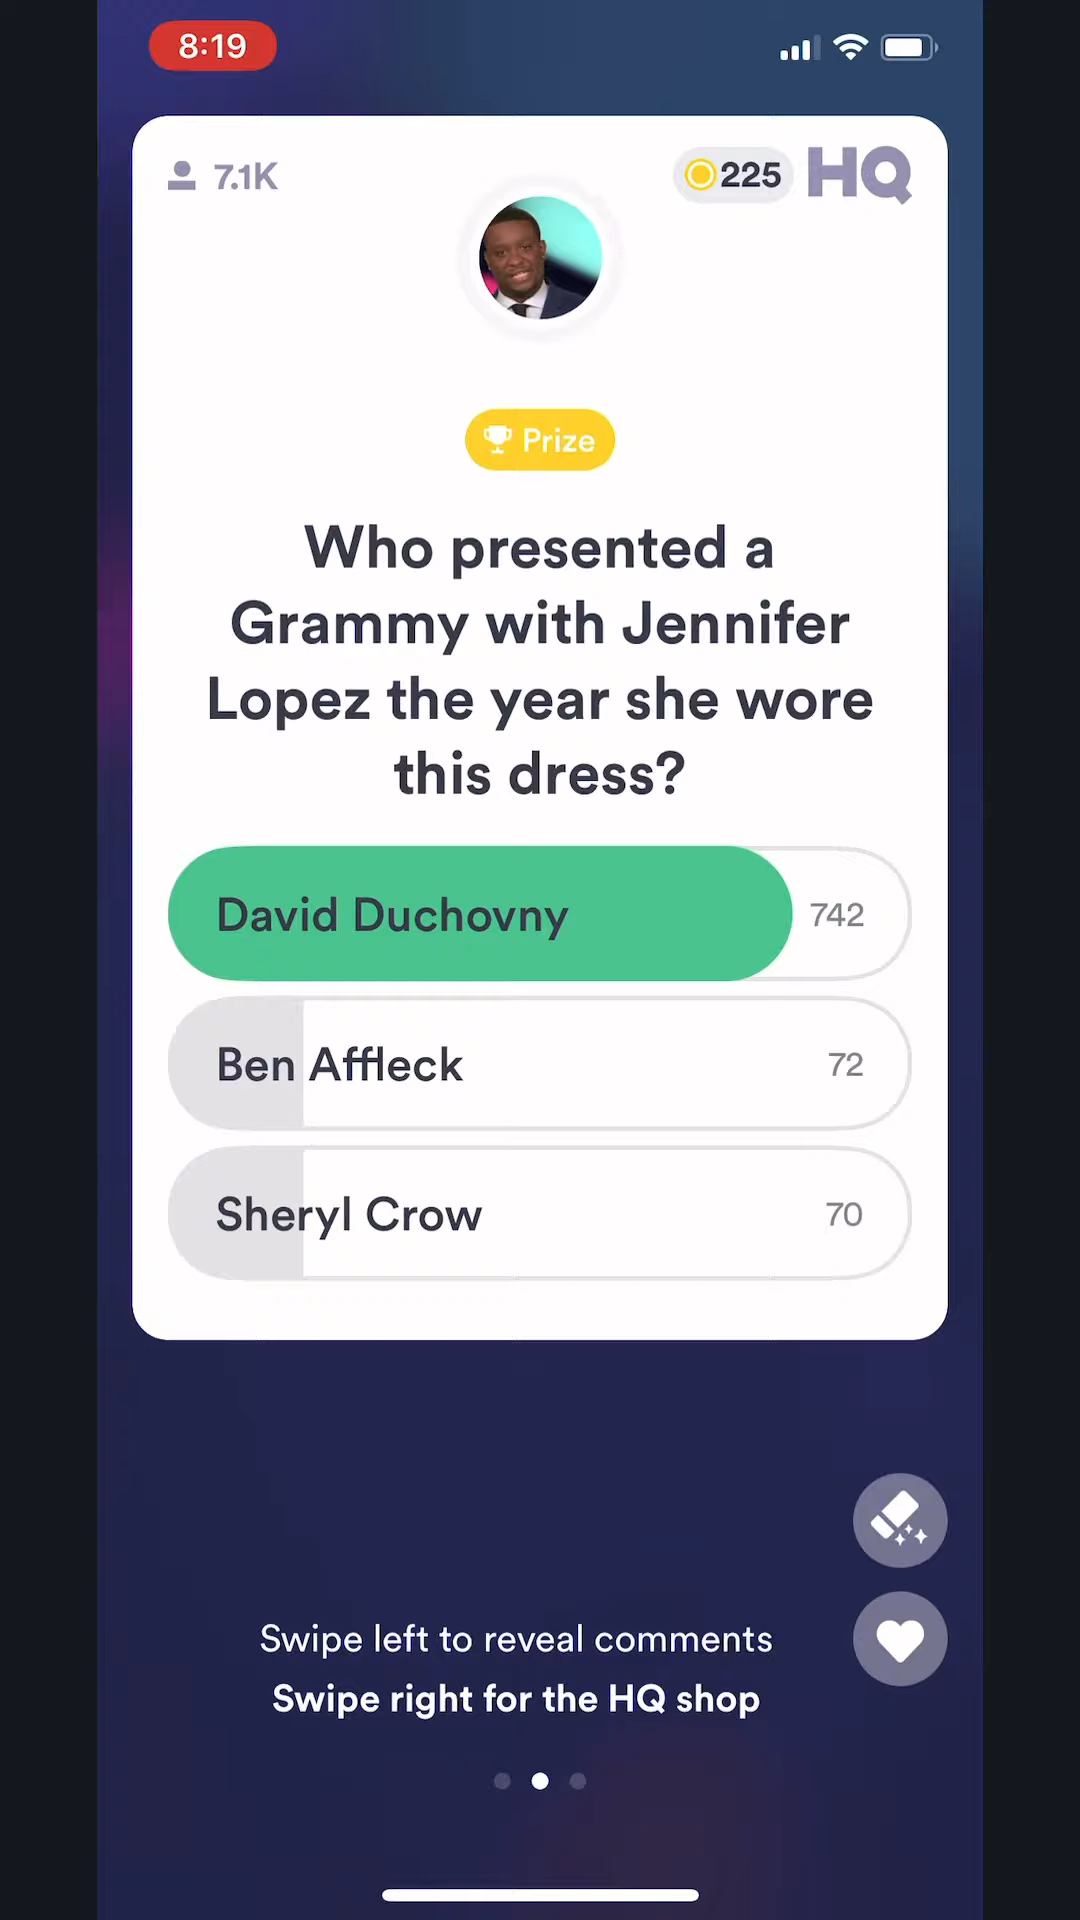 8:19
7.1K
225 HQ
Prize
Who presented a
Grammy with Jennifer
Lopez the year she wore
this dress?
David Duchovny 742
Ben Affleck 72
Sheryl Crow 70
Swipe left to reveal comments
Swipe right for the HQ shop